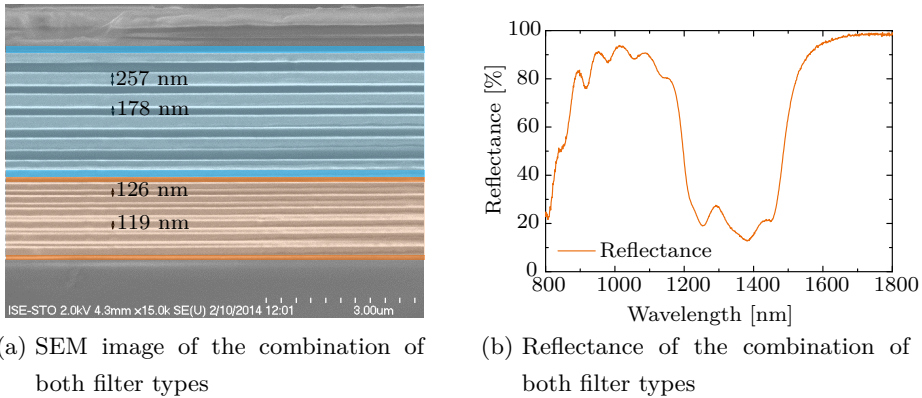 257 nm
178 nm
126 nm
119 nm
ISE-STO 2.0kV 4.3mm x15.0k SE(U) 2/10/2014 12:01 3.00um
) SEM image of the combination of
both filter types
100
80
60
40
20
0
Reflectance [%]
Reflectance
800 1000 1200 1400 1600 1800
Wavelength [nm]
(b) Reflectance of the combination of
both filter types